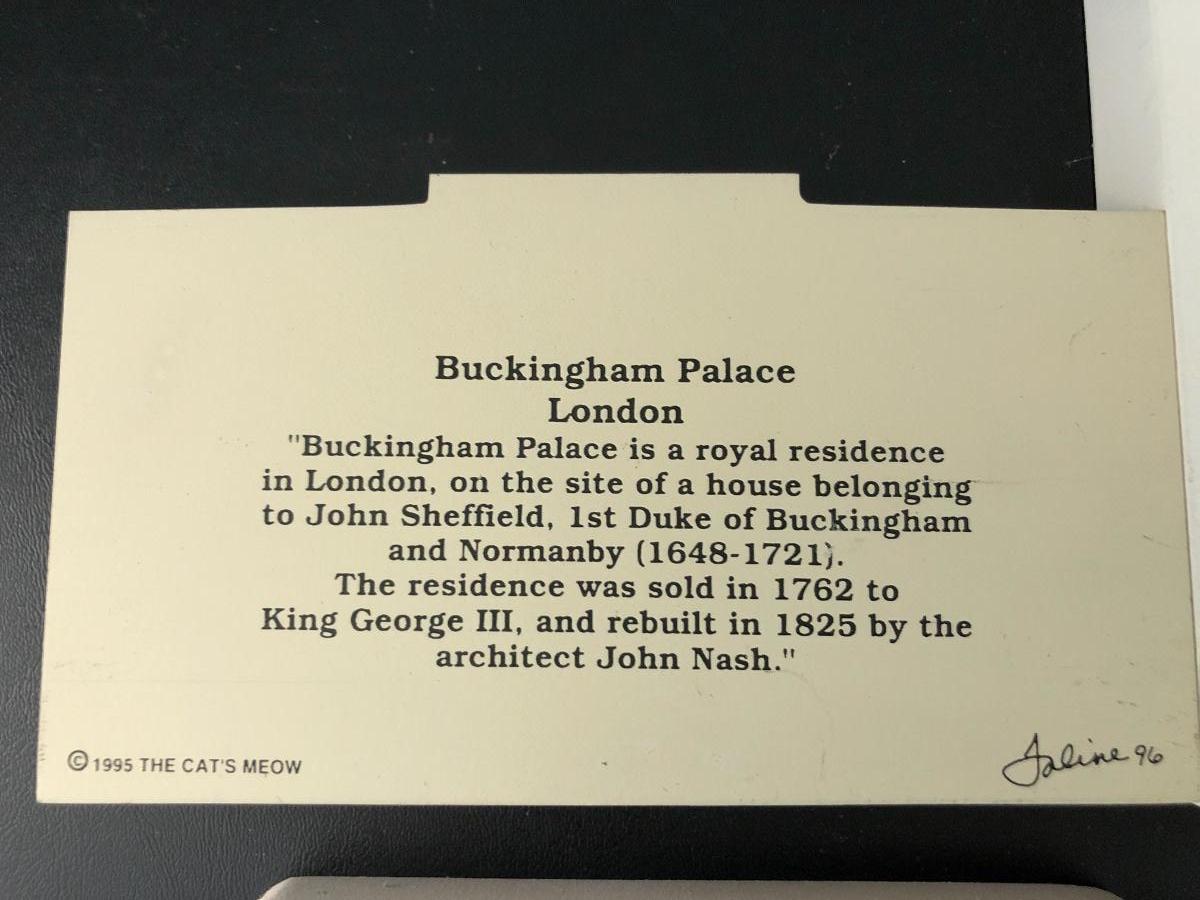 Buckingham Palace
London
"Buckingham Palace is a royal residence
in London, on the site of a house belonging
to John Sheffield, 1st Duke of Buckingham
and Normanby (1648-1721).
The residence was sold in 1762 to
King George III, and rebuilt in 1825 by the
architect John Nash."
© 1995 THE CAT'S MEOW
Faline 96